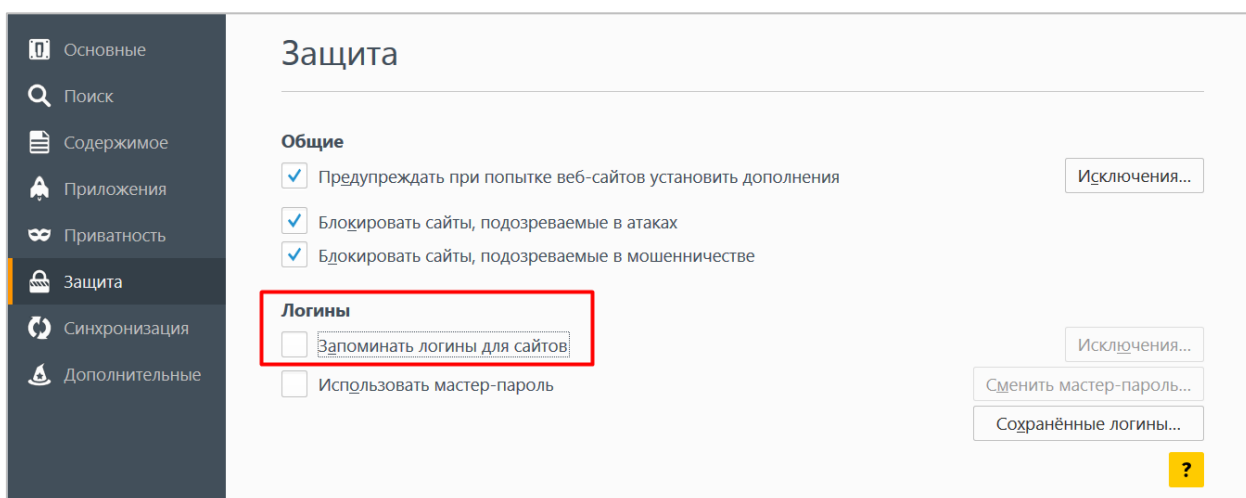 Основные
Поиск
Содержимое
Приложения
Приватность
Защита
Синхронизация
Дополнительные
Защита
Общие
Предупреждать при попытке веб-сайтов установить дополнения
Исключения...
Блокировать сайты, подозреваемые в атаках
Блокировать сайты, подозреваемые в мошенничестве
Логины
Запоминать логины для сайтов
Исключения...
Использовать мастер-пароль
Сменить мастер-пароль...
Сохранённые логины...
?